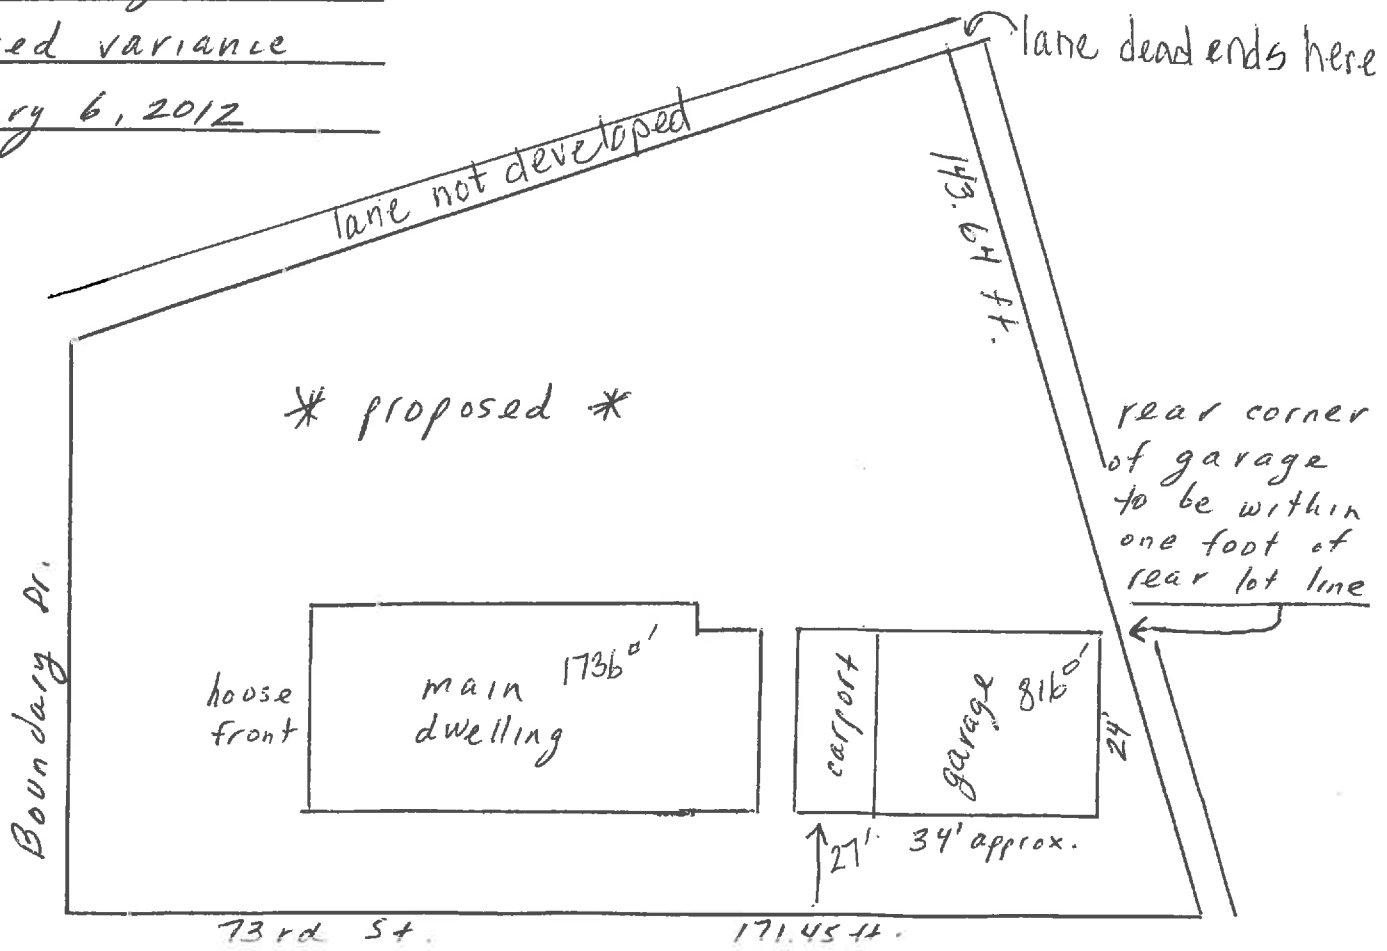 ed variance
ry 6, 2012
lane dead ends here
lane not developed
143.64 ft.
* proposed *
rear corner
of garage
to be within
one foot of
rear lot line
Boundary Dr.
house
front
main
dwelling
1736□'
carport
garage
816□'
24'
27'
34' approx.
73rd St.
171.45 ft.